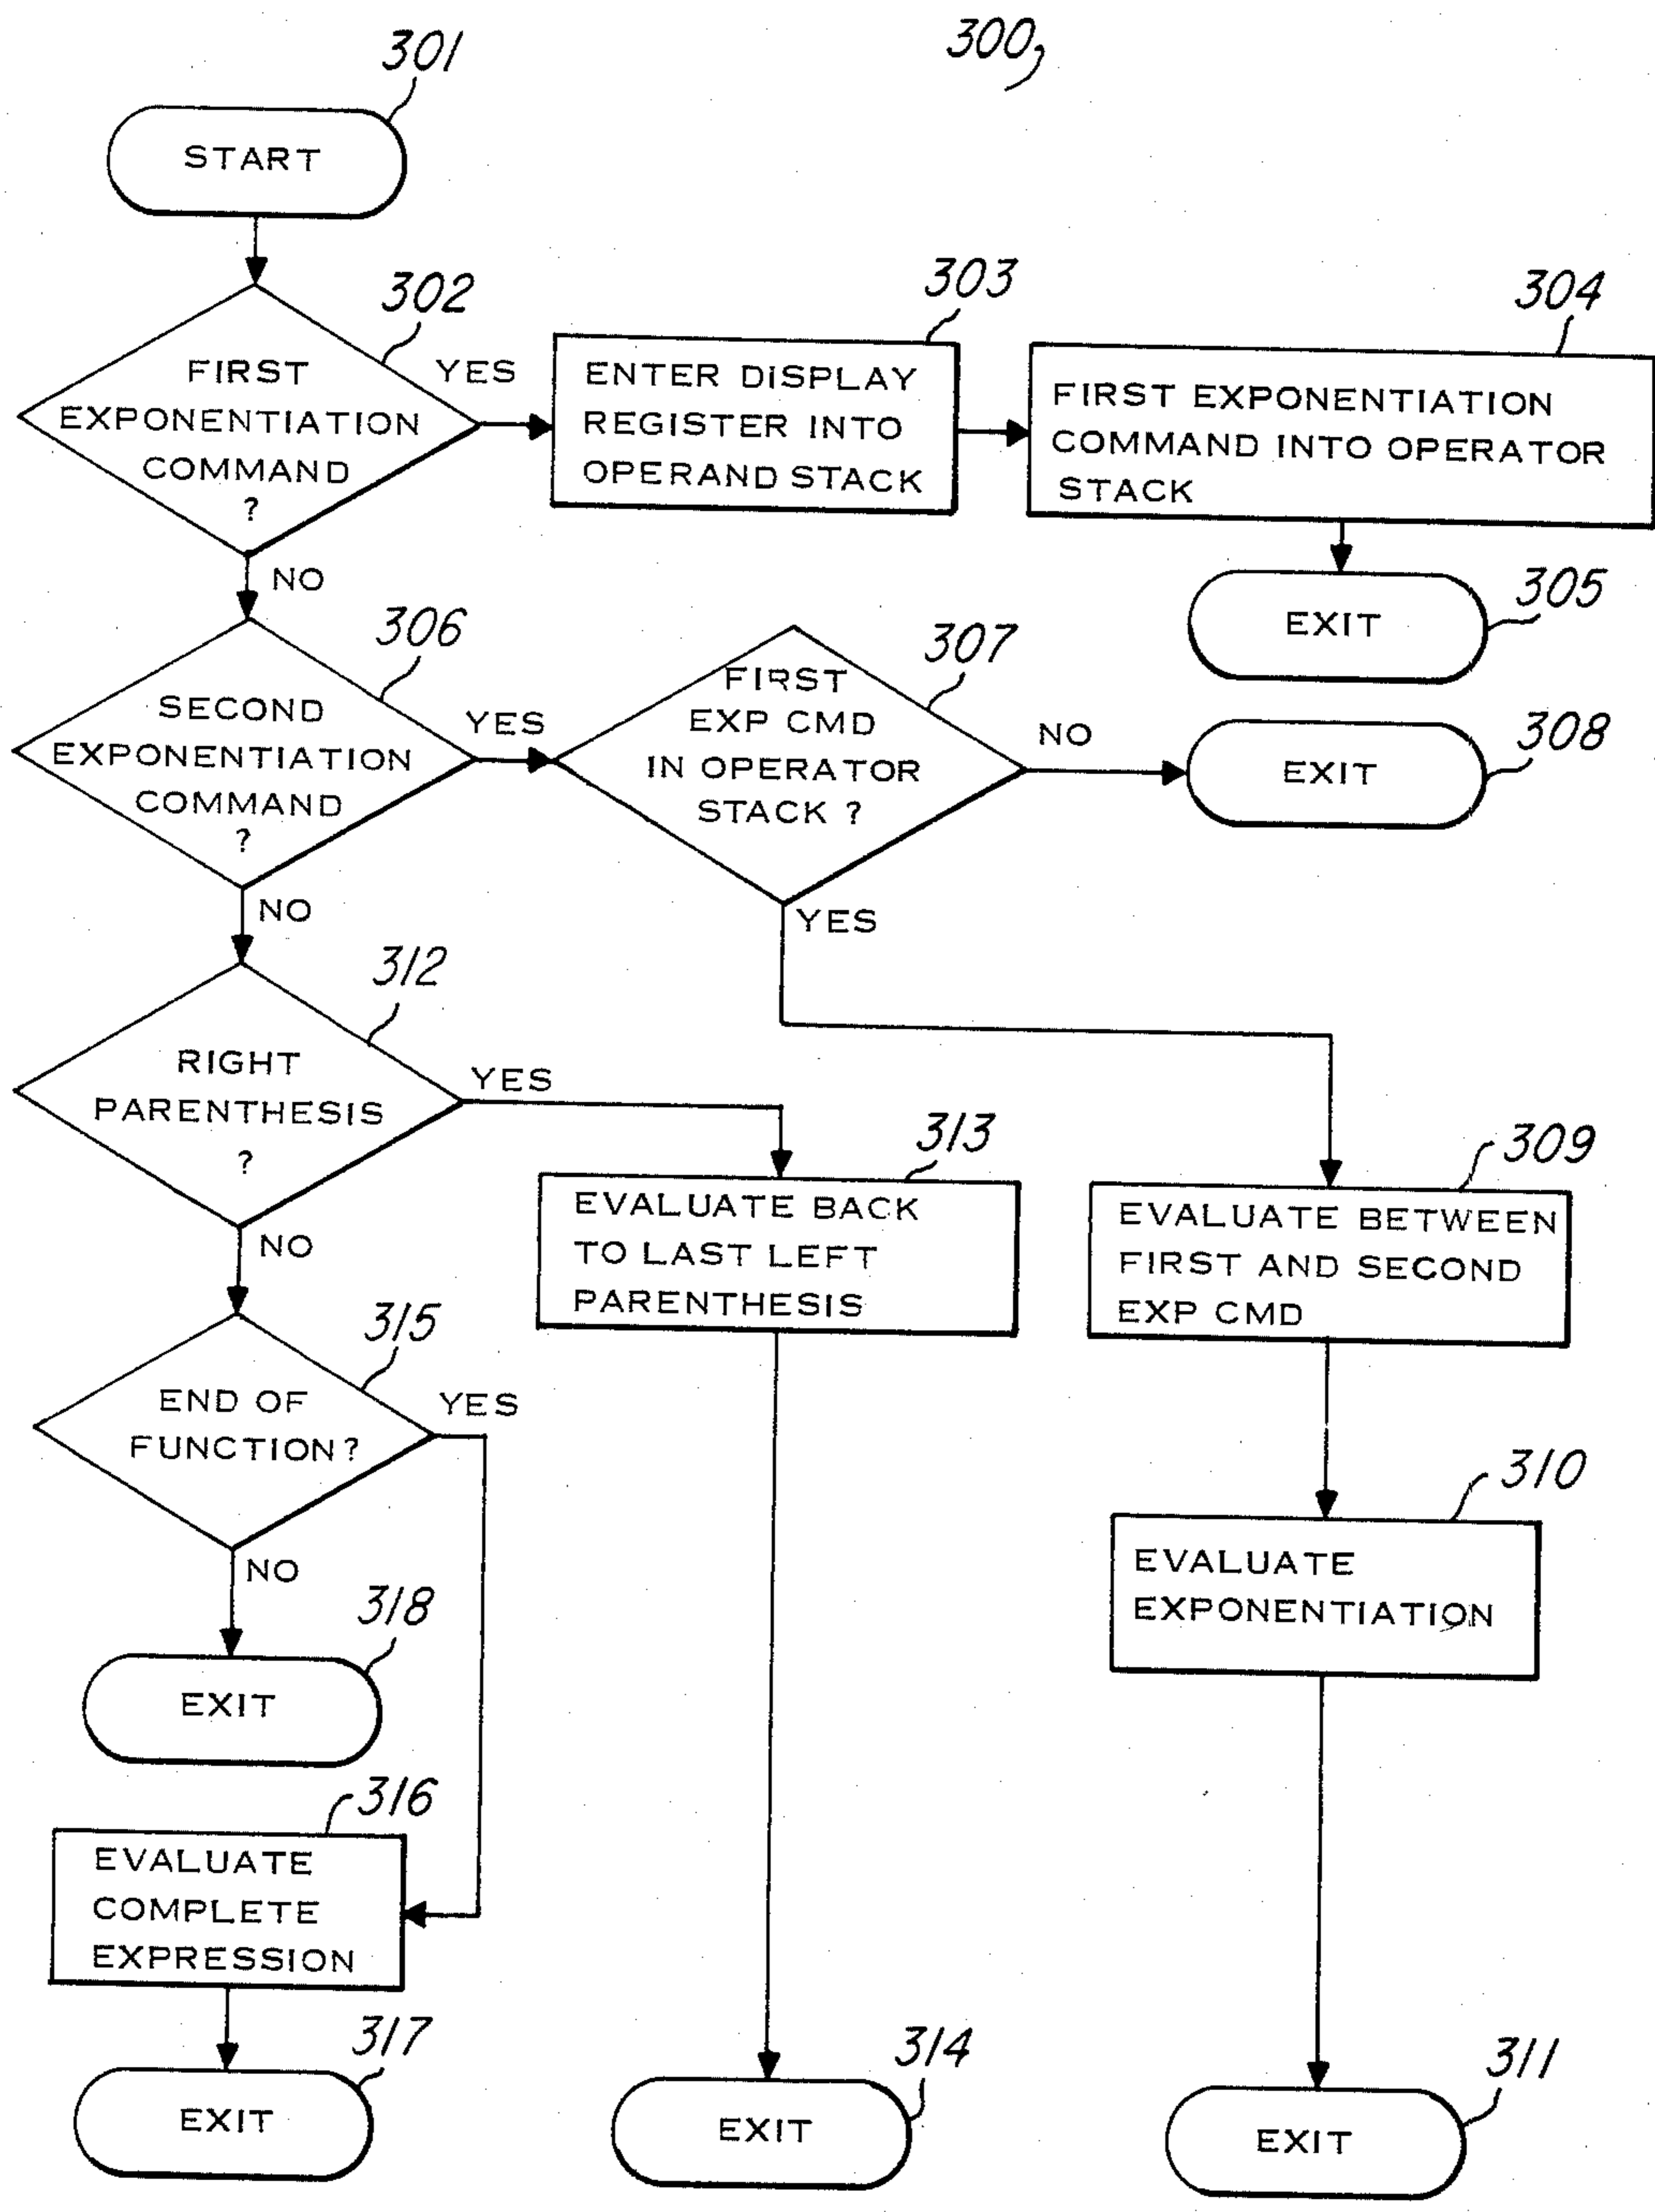 300
301
START
302
FIRST
EXPONENTIATION
COMMAND
?
YES
NO
303
ENTER DISPLAY
REGISTER INTO
OPERAND STACK
304
FIRST EXPONENTIATION
COMMAND INTO OPERATOR
STACK
305
EXIT
306
SECOND
EXPONENTIATION
COMMAND
?
YES
NO
307
FIRST
EXP CMD
IN OPERATOR
STACK ?
NO
YES
308
EXIT
312
RIGHT
PARENTHESIS
?
YES
NO
313
EVALUATE BACK
TO LAST LEFT
PARENTHESIS
309
EVALUATE BETWEEN
FIRST AND SECOND
EXP CMD
315
END OF
FUNCTION ?
YES
NO
310
EVALUATE
EXPONENTIATION
318
EXIT
316
EVALUATE
COMPLETE
EXPRESSION
317
EXIT
314
EXIT
311
EXIT